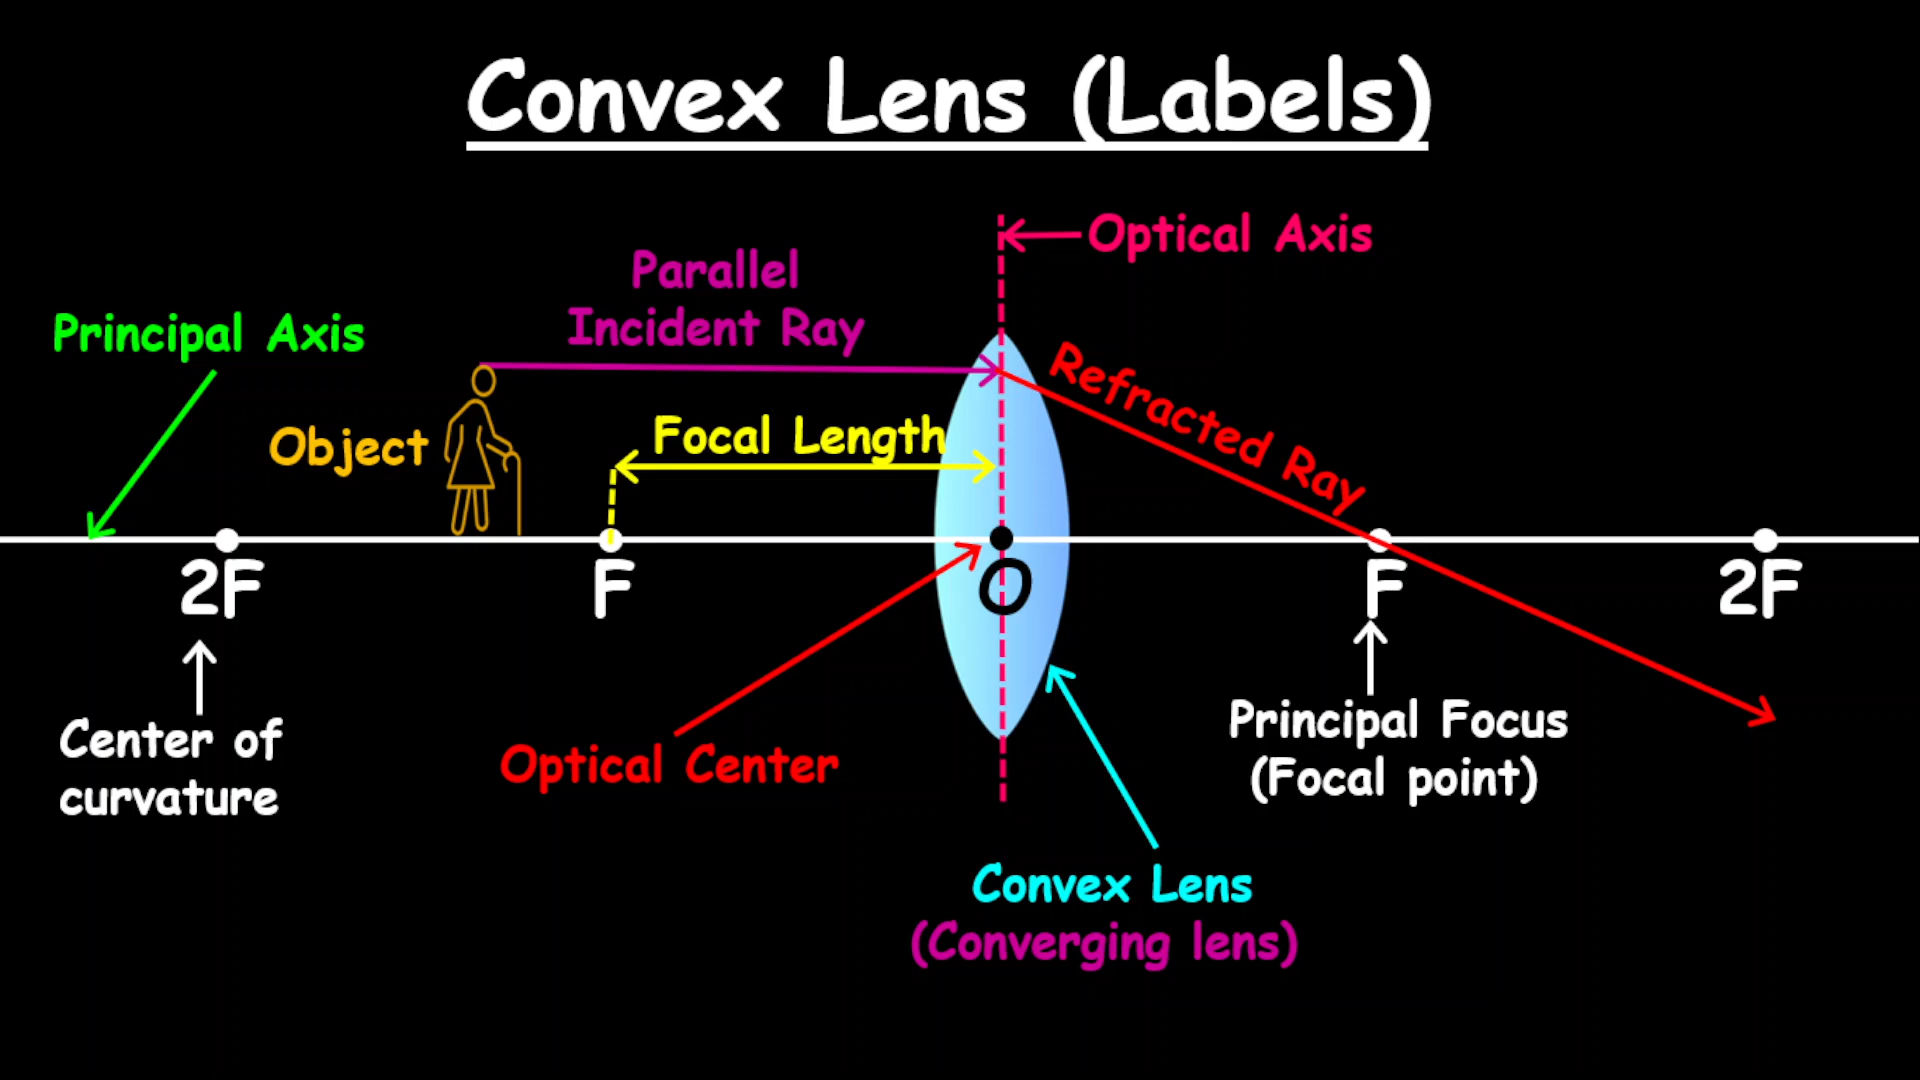 Convex Lens (Labels)
Optical Axis
Parallel
Incident Ray
Principal Axis
Refracted Ray
Object
Focal Length
2F
F
O
F
2F
Center of
curvature
Optical Center
Principal Focus
(Focal point)
Convex Lens
(Converging lens)